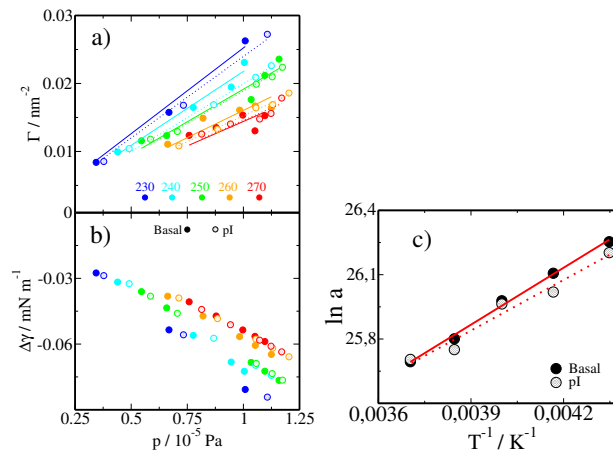 a)
0.03
0.02
0.01
0
Γ / nm⁻²
230 240 250 260 270
b)
Basal pI
-0.03
-0.06
Δγ / mN m⁻¹
0.25 0.5 0.75 1 1.25
p / 10⁻⁵ Pa
c)
26,4
26,1
25,8
ln a
Basal
pI
0,0036 0,0039 0,0042
T⁻¹ / K⁻¹